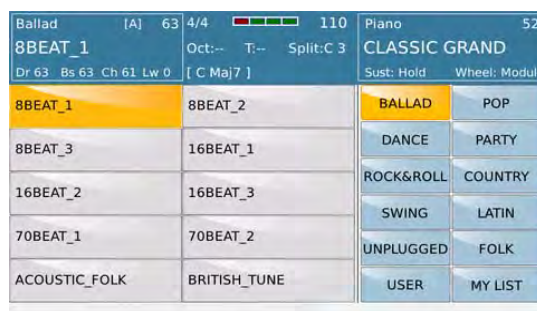 Ballad [A] 63
8BEAT_1
Dr 63 Bs 63 Ch 61 Lw 0
4/4 110
Oct:-- T:-- Split:C 3
[ C Maj7 ]
Piano 52
CLASSIC GRAND
Sust: Hold Wheel: Modul
8BEAT_1 8BEAT_2
8BEAT_3 16BEAT_1
16BEAT_2 16BEAT_3
70BEAT_1 70BEAT_2
ACOUSTIC_FOLK BRITISH_TUNE
BALLAD POP
DANCE PARTY
ROCK&ROLL COUNTRY
SWING LATIN
UNPLUGGED FOLK
USER MY LIST